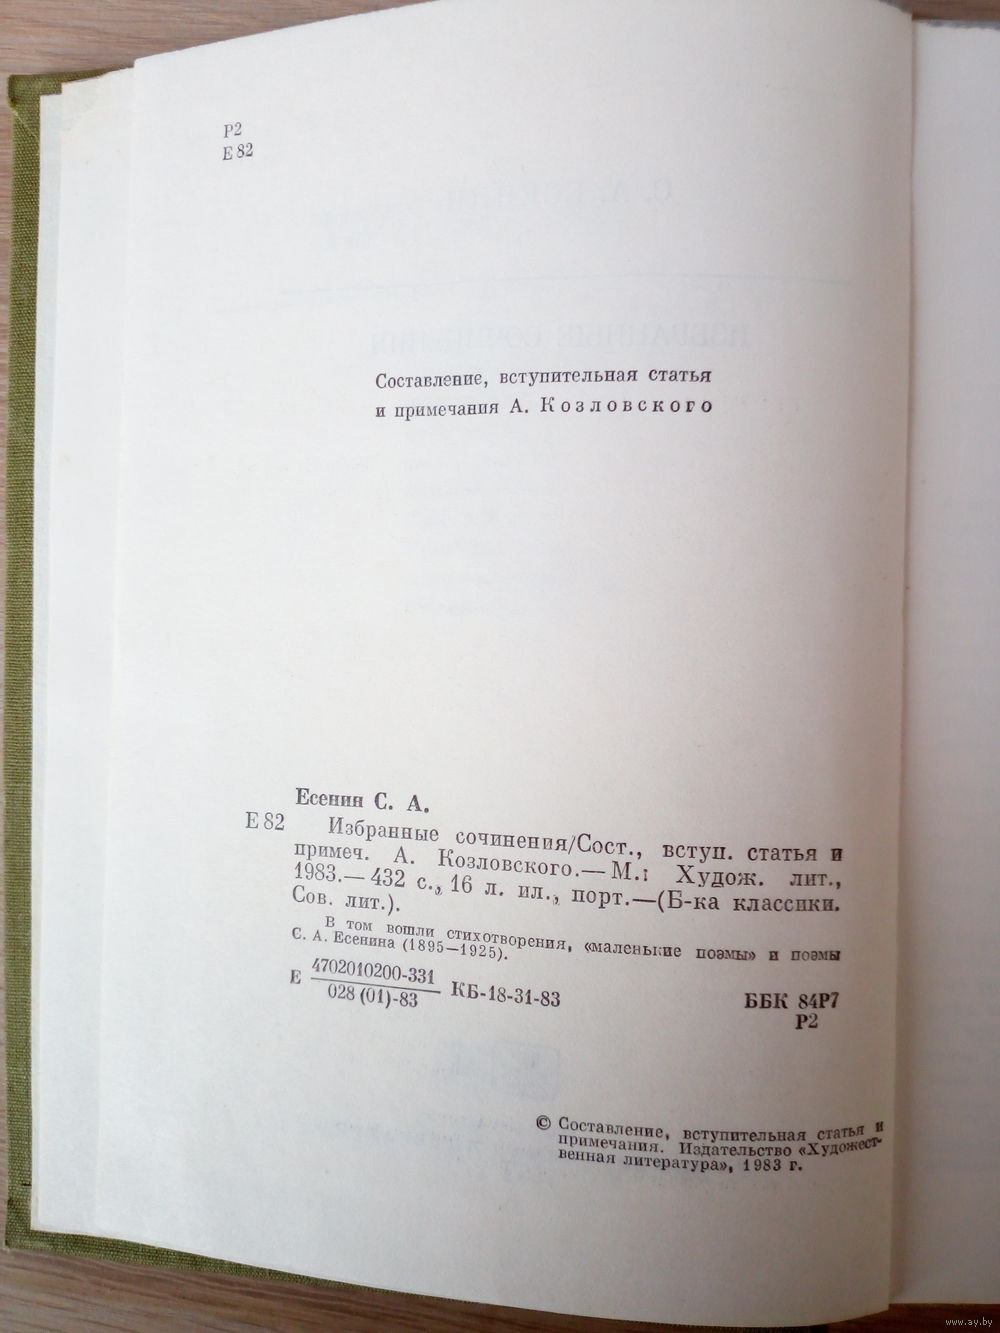 Р2
Е 82
Составление, вступительная статья
и примечания А. Козловского
Есенин С. А.
Е 82 Избранные сочинения/Сост., вступ. статья и
примеч. А. Козловского.— М.: Худож. лит.,
1983.— 432 с., 16 л. ил., порт.—(Б-ка классики.
Сов. лит.).
В том вошли стихотворения, «маленькие поэмы» и поэмы
С. А. Есенина (1895—1925).
Е 4702010200-331 КБ-18-31-83
028 (01)-83
ББК 84Р7
Р2
© Составление, вступительная статья и
примечания. Издательство «Художест-
венная литература», 1983 г.
www.ay.by